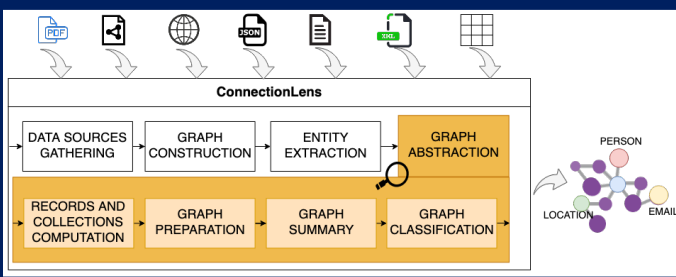 PDF
JSON
XML
ConnectionLens
DATA SOURCES
GATHERING
GRAPH
CONSTRUCTION
ENTITY
EXTRACTION
GRAPH
ABSTRACTION
RECORDS AND
COLLECTIONS
COMPUTATION
GRAPH
PREPARATION
GRAPH
SUMMARY
GRAPH
CLASSIFICATION
PERSON
LOCATION
EMAIL